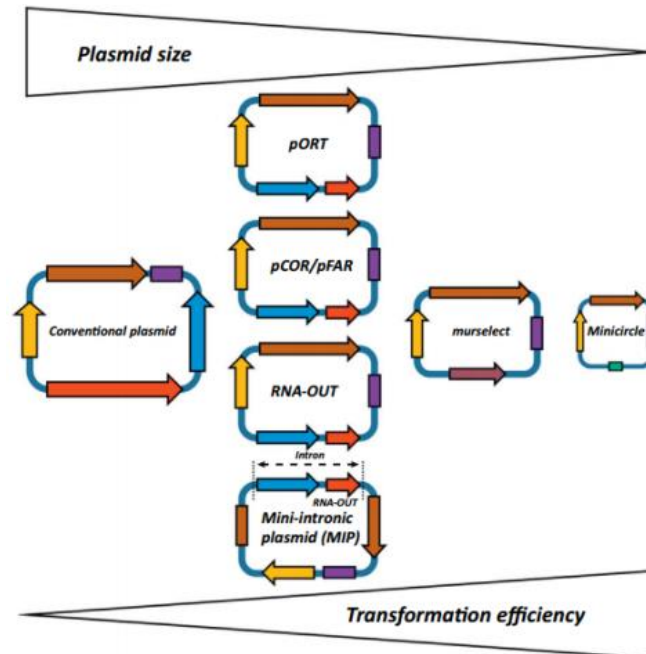 Plasmid size
pORT
pCOR/pFAR
Conventional plasmid
murselect
Minicircle
RNA-OUT
Intron
RNA-OUT
Mini-intronic
plasmid (MIP)
Transformation efficiency